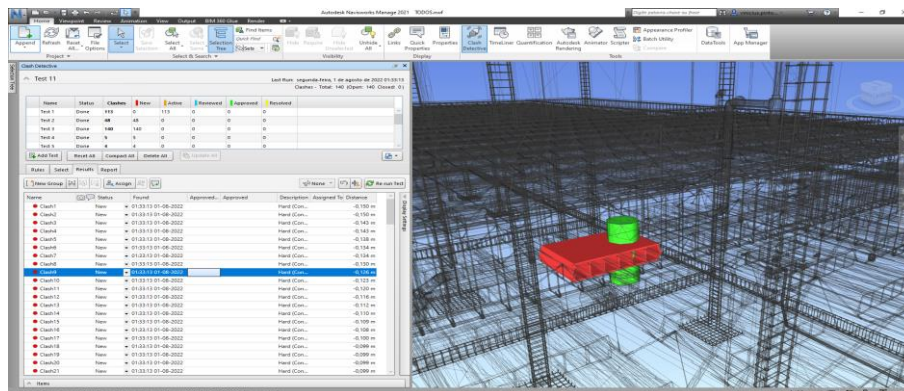 Autodesk Navisworks Manage 2021 TODOS.nwf
Home Viewpoint Review Animation View Output BIM 360 Glue Render
Append Refresh Reset All... File Options Select Save Selection Select All Select Same Selection Tree Find Items Quick Find Sets Hide Require Hide Unselected Unhide All Links Quick Properties Properties Clash Detective TimeLiner Quantification Autodesk Rendering Animator Scripter Appearance Profiler Batch Utility Compare DataTools App Manager
Project Select & Search Visibility Display Tools
Clash Detective
Test 11
Last Run: segunda-feira, 1 de agosto de 2022 01:33:13
Clashes - Total: 140 (Open: 140 Closed: 0)
Name Status Clashes New Active Reviewed Approved Resolved
Test 1 Done 113 0 113 0 0 0
Test 2 Done 45 0 0 0 0
Test 3 Done 140 140 0 0 0 0
Test 4 Done 5 5 0 0 0 0
Test 5 Done 4 4 0 0 0 0
Add Test Reset All Compact All Delete All Update All
Rules Select Results Report
New Group Assign None Re-run Test
Name Status Found Approved... Approved Description Assigned To Distance
Clash1 New 01:33:13 01-08-2022 Hard (Con... -0,150 m
Clash2 New 01:33:13 01-08-2022 Hard (Con... -0,150 m
Clash3 New 01:33:13 01-08-2022 Hard (Con... -0,143 m
Clash4 New 01:33:13 01-08-2022 Hard (Con... -0,143 m
Clash5 New 01:33:13 01-08-2022 Hard (Con... -0,138 m
Clash6 New 01:33:13 01-08-2022 Hard (Con... -0,134 m
Clash7 New 01:33:13 01-08-2022 Hard (Con... -0,134 m
Clash8 New 01:33:13 01-08-2022 Hard (Con... -0,130 m
Clash9 New 01:33:13 01-08-2022 Hard (Con... -0,126 m
Clash10 New 01:33:13 01-08-2022 Hard (Con... -0,123 m
Clash11 New 01:33:13 01-08-2022 Hard (Con... -0,120 m
Clash12 New 01:33:13 01-08-2022 Hard (Con... -0,116 m
Clash13 New 01:33:13 01-08-2022 Hard (Con... -0,112 m
Clash14 New 01:33:13 01-08-2022 Hard (Con... -0,110 m
Clash15 New 01:33:13 01-08-2022 Hard (Con... -0,109 m
Clash16 New 01:33:13 01-08-2022 Hard (Con... -0,108 m
Clash17 New 01:33:13 01-08-2022 Hard (Con... -0,100 m
Clash18 New 01:33:13 01-08-2022 Hard (Con... -0,099 m
Clash19 New 01:33:13 01-08-2022 Hard (Con... -0,099 m
Clash20 New 01:33:13 01-08-2022 Hard (Con... -0,099 m
Clash21 New 01:33:13 01-08-2022 Hard (Con... -0,099 m
Display Settings
Items
Selection Tree